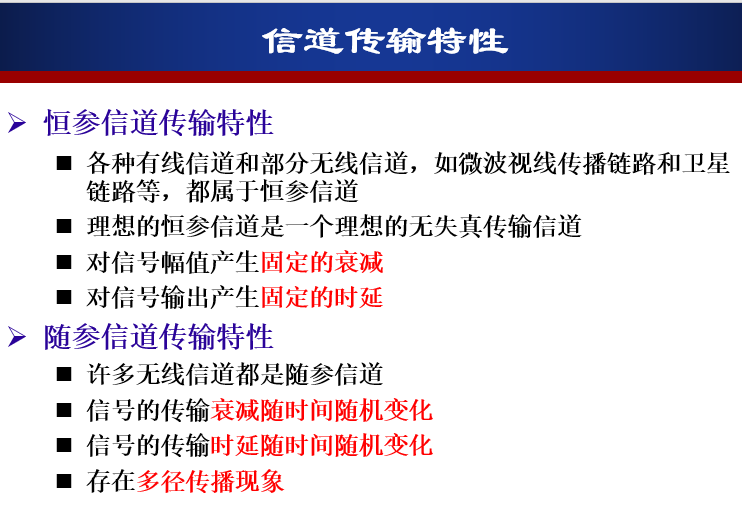 信道传输特性
恒参信道传输特性
各种有线信道和部分无线信道，如微波视线传播链路和卫星
链路等，都属于恒参信道
理想的恒参信道是一个理想的无失真传输信道
对信号幅值产生固定的衰减
对信号输出产生固定的时延
随参信道传输特性
许多无线信道都是随参信道
信号的传输衰减随时间随机变化
信号的传输时延随时间随机变化
存在多径传播现象